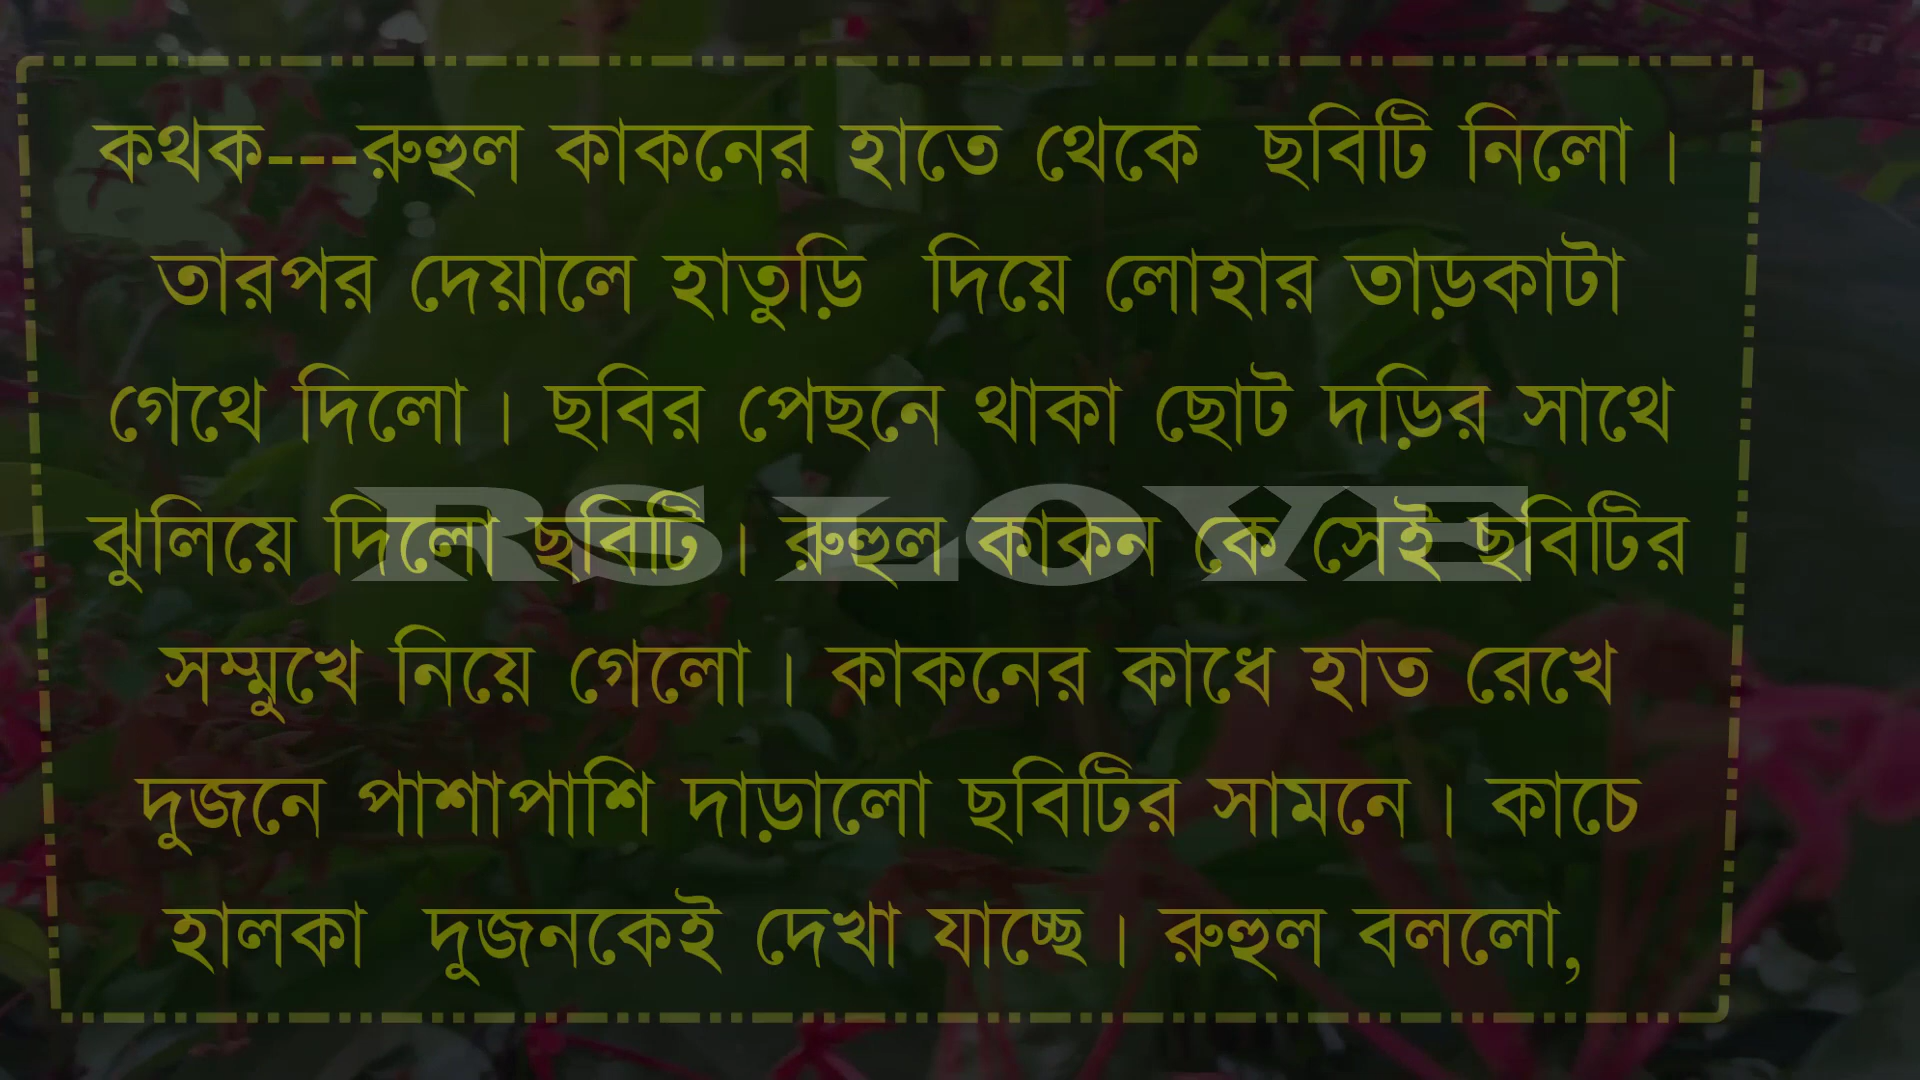 কথক---রুহুল কাকনের হাতে থেকে ছবিটি নিলো।
তারপর দেয়ালে হাতুড়ি দিয়ে লোহার তাড়কাটা
গেথে দিলো। ছবির পেছনে থাকা ছোট দড়ির সাথে
ঝুলিয়ে দিলো ছবিটি। রুহুল কাকন কে সেই ছবিটির
RS LOVE
সম্মুখে নিয়ে গেলো। কাকনের কাধে হাত রেখে
দুজনে পাশাপাশি দাড়ালো ছবিটির সামনে। কাচে
হালকা দুজনকেই দেখা যাচ্ছে। রুহুল বললো,